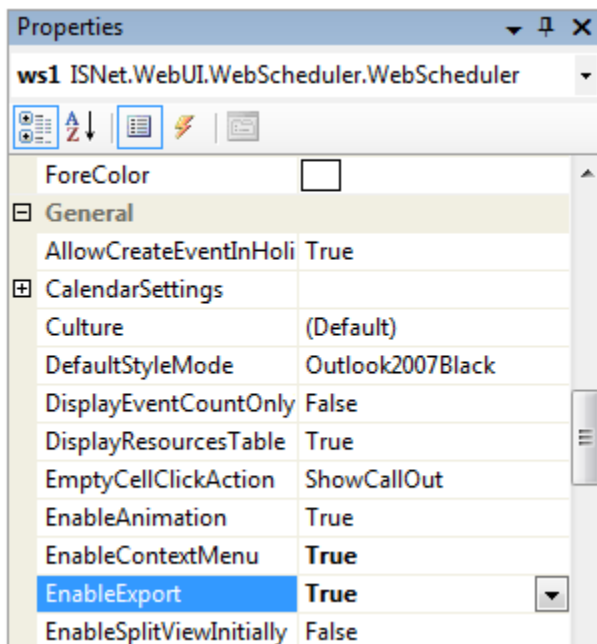 Properties
ws1 ISNet.WebUI.WebScheduler.WebScheduler
ForeColor
General
AllowCreateEventInHoli True
CalendarSettings
Culture (Default)
DefaultStyleMode Outlook2007Black
DisplayEventCountOnly False
DisplayResourcesTable True
EmptyCellClickAction ShowCallOut
EnableAnimation True
EnableContextMenu True
EnableExport True
EnableSplitViewInitially False